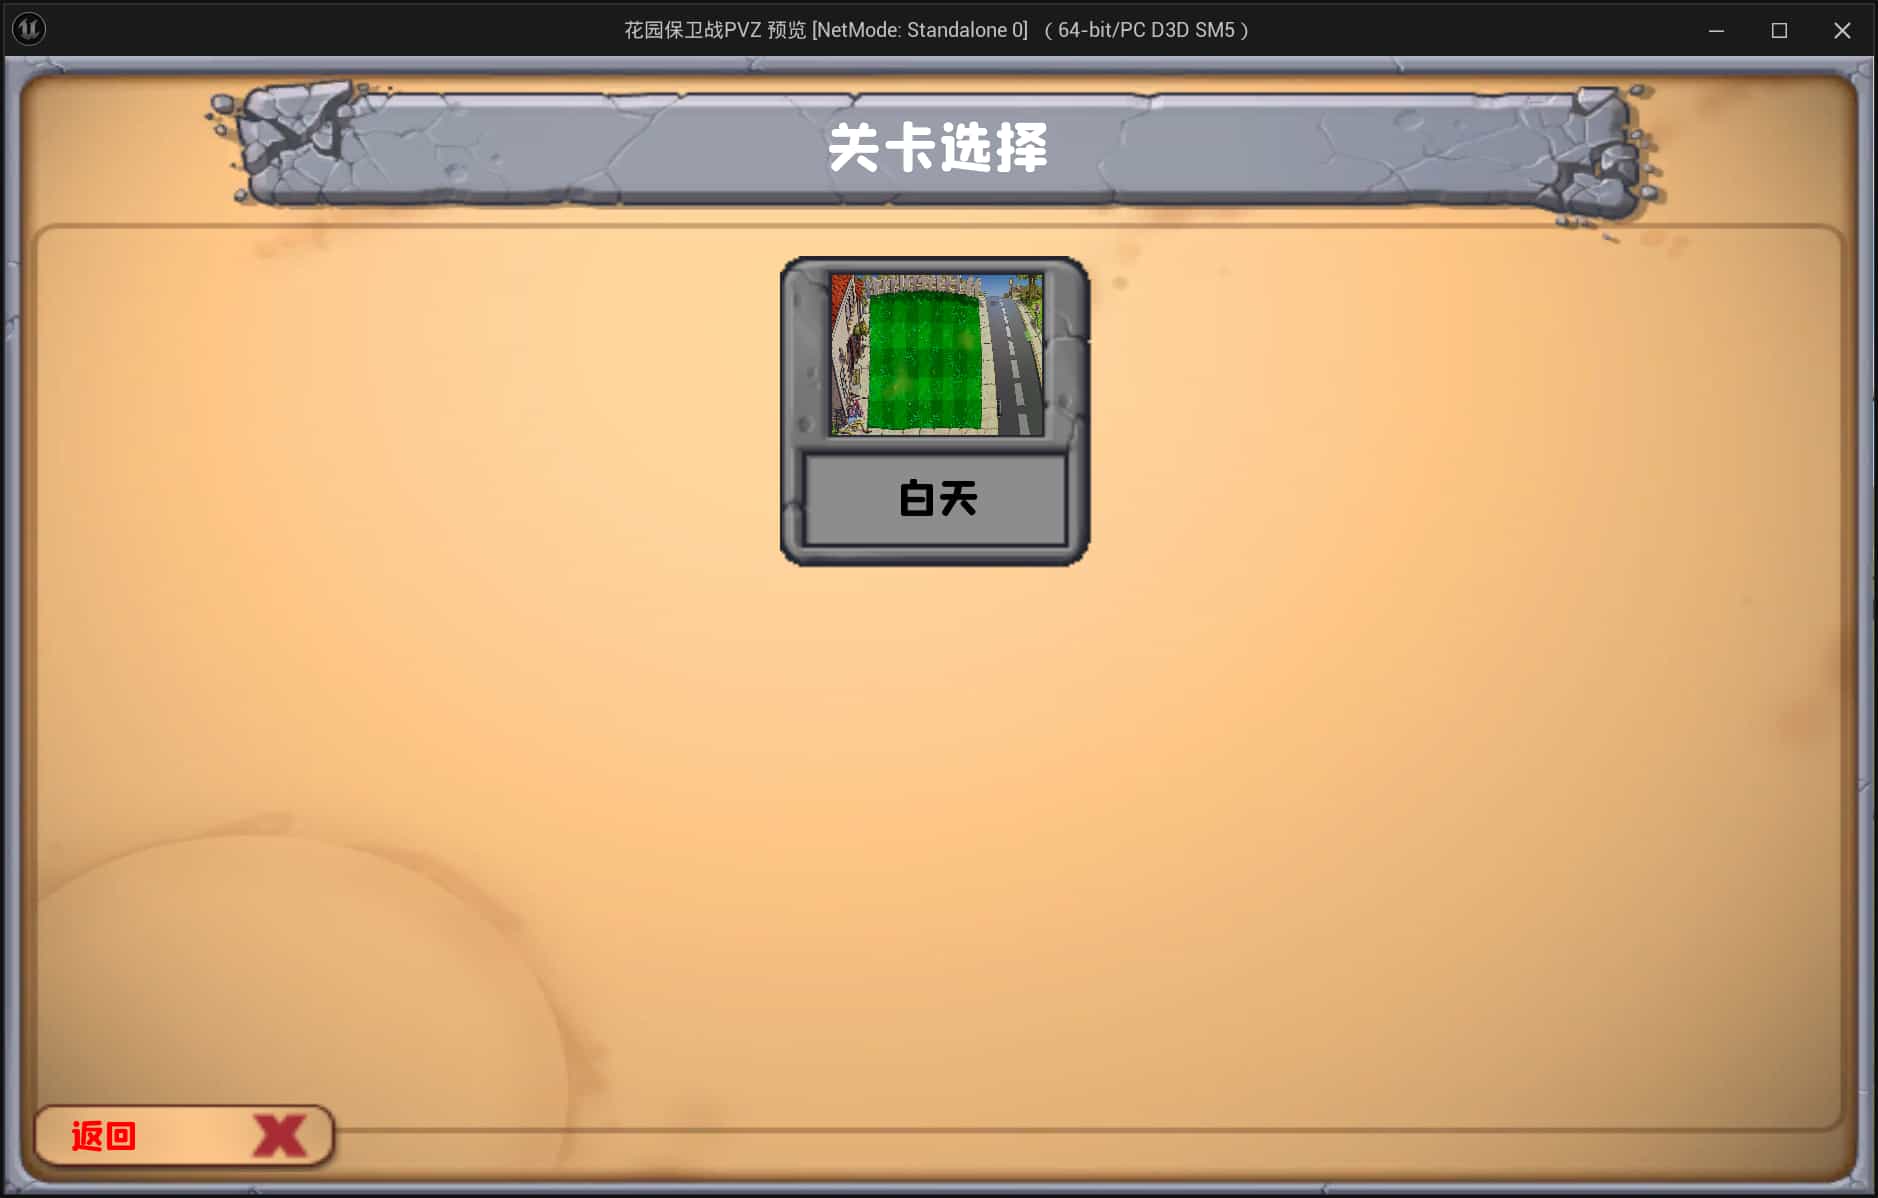 花园保卫战PVZ 预览 [NetMode: Standalone 0] （64-bit/PC D3D SM5）
关卡选择
白天
返回